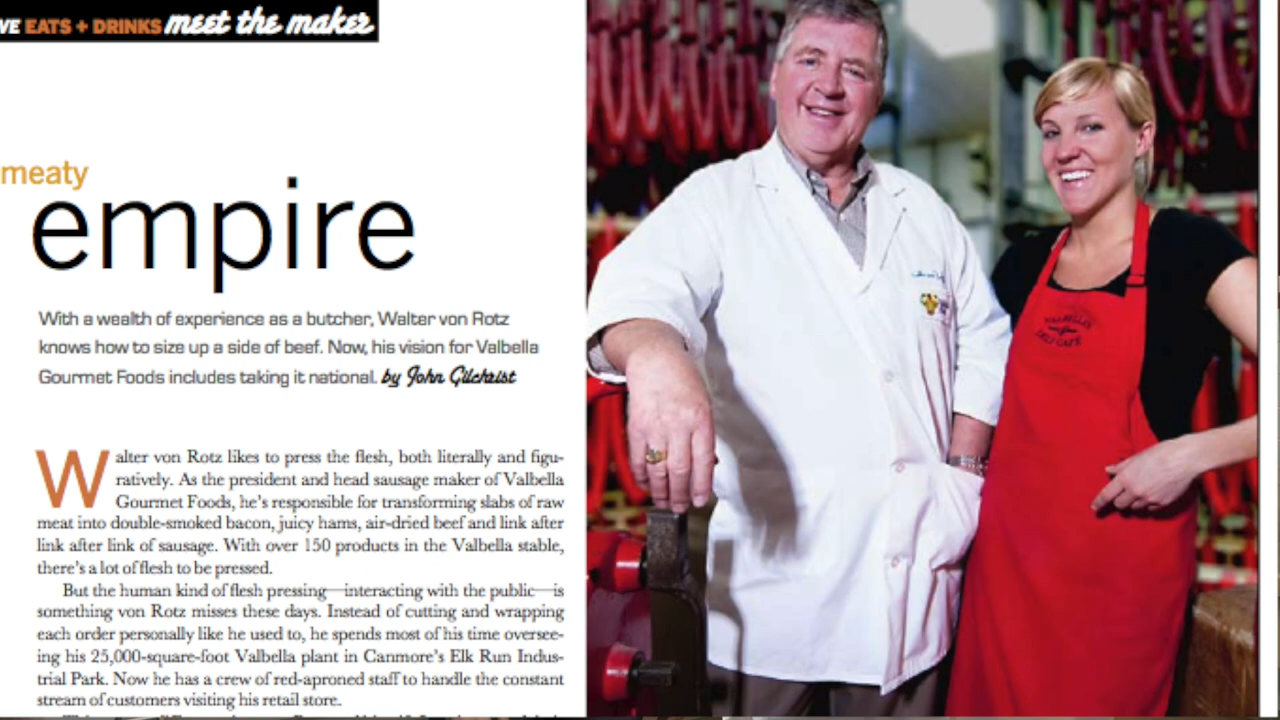 VE EATS + DRINKS meet the maker
meaty
empire
With a wealth of experience as a butcher, Walter von Rotz
knows how to size up a side of beef. Now, his vision for Valbella
Gourmet Foods includes taking it national. by John Gilchrist
Walter von Rotz likes to press the flesh, both literally and figu-
ratively. As the president and head sausage maker of Valbella
Gourmet Foods, he's responsible for transforming slabs of raw
meat into double-smoked bacon, juicy hams, air-dried beef and link after
link after link of sausage. With over 150 products in the Valbella stable,
there's a lot of flesh to be pressed.
But the human kind of flesh pressing—interacting with the public—is
something von Rotz misses these days. Instead of cutting and wrapping
each order personally like he used to, he spends most of his time oversee-
ing his 25,000-square-foot Valbella plant in Canmore's Elk Run Indus-
trial Park. Now he has a crew of red-aproned staff to handle the constant
stream of customers visiting his retail store.
VALBELLA
DELI CAFE